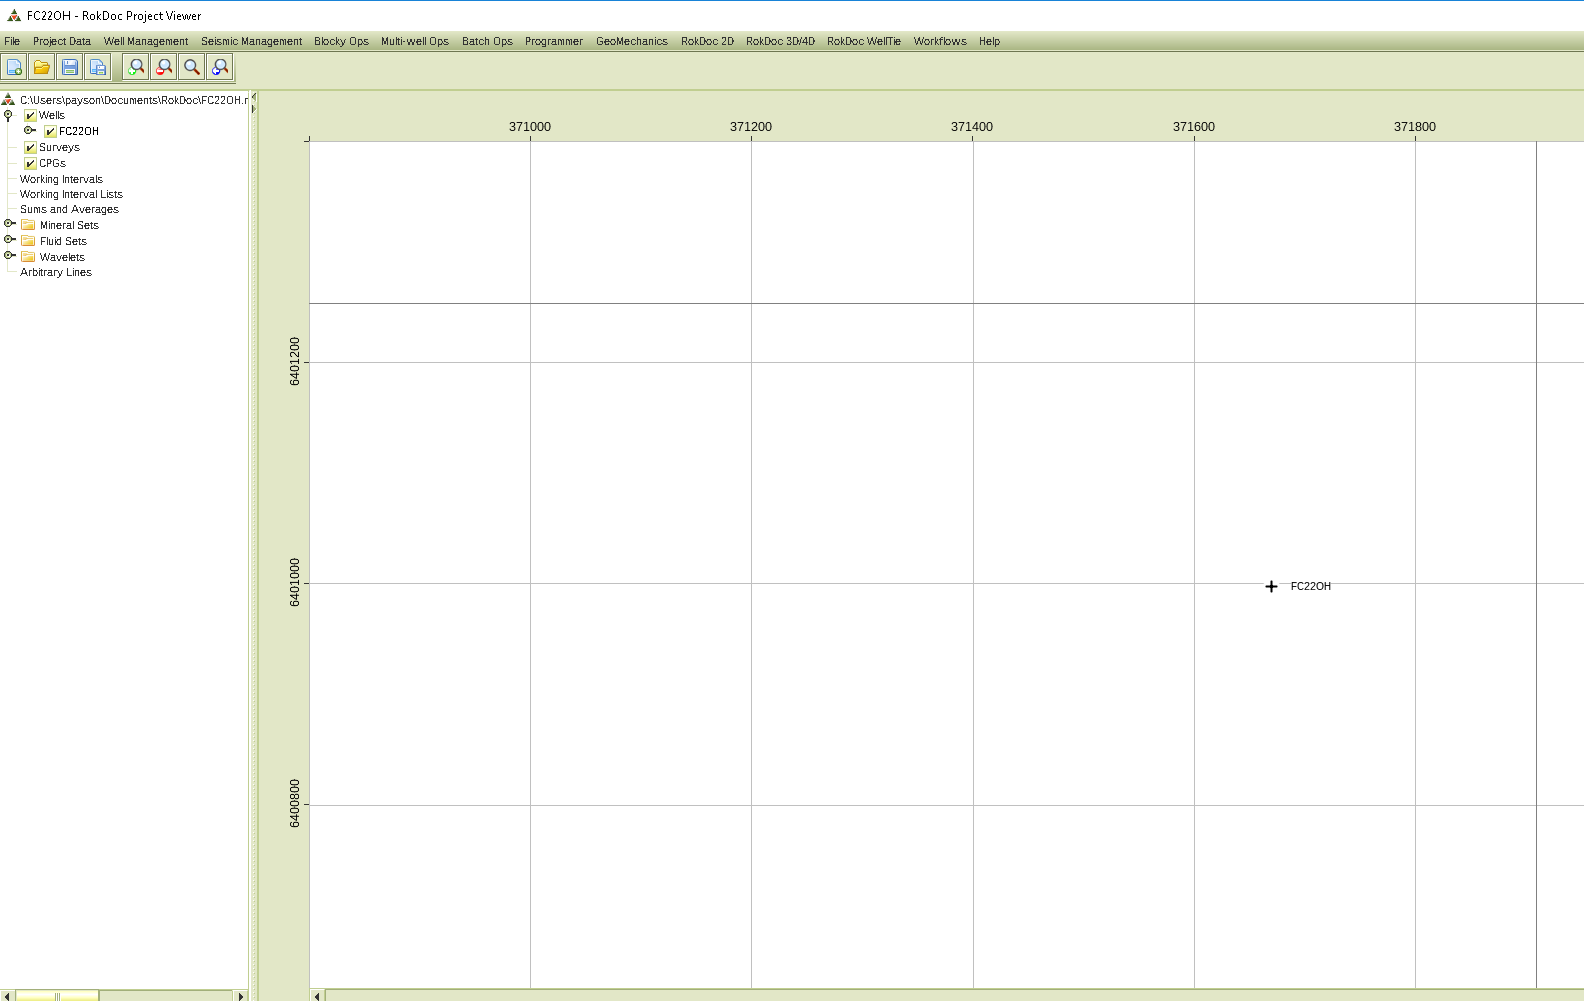 FC22OH - RokDoc Project Viewer
File Project Data Well Management Seismic Management Blocky Ops Multi-well Ops Batch Ops Programmer GeoMechanics RokDoc 2D RokDoc 3D/4D RokDoc WellTie Workflows Help
C:\Users\payson\Documents\RokDoc\FC22OH.r
Wells
FC22OH
Surveys
CPGs
Working Intervals
Working Interval Lists
Sums and Averages
Mineral Sets
Fluid Sets
Wavelets
Arbitrary Lines
371000 371200 371400 371600 371800
6401200
6401000
6400800
FC22OH